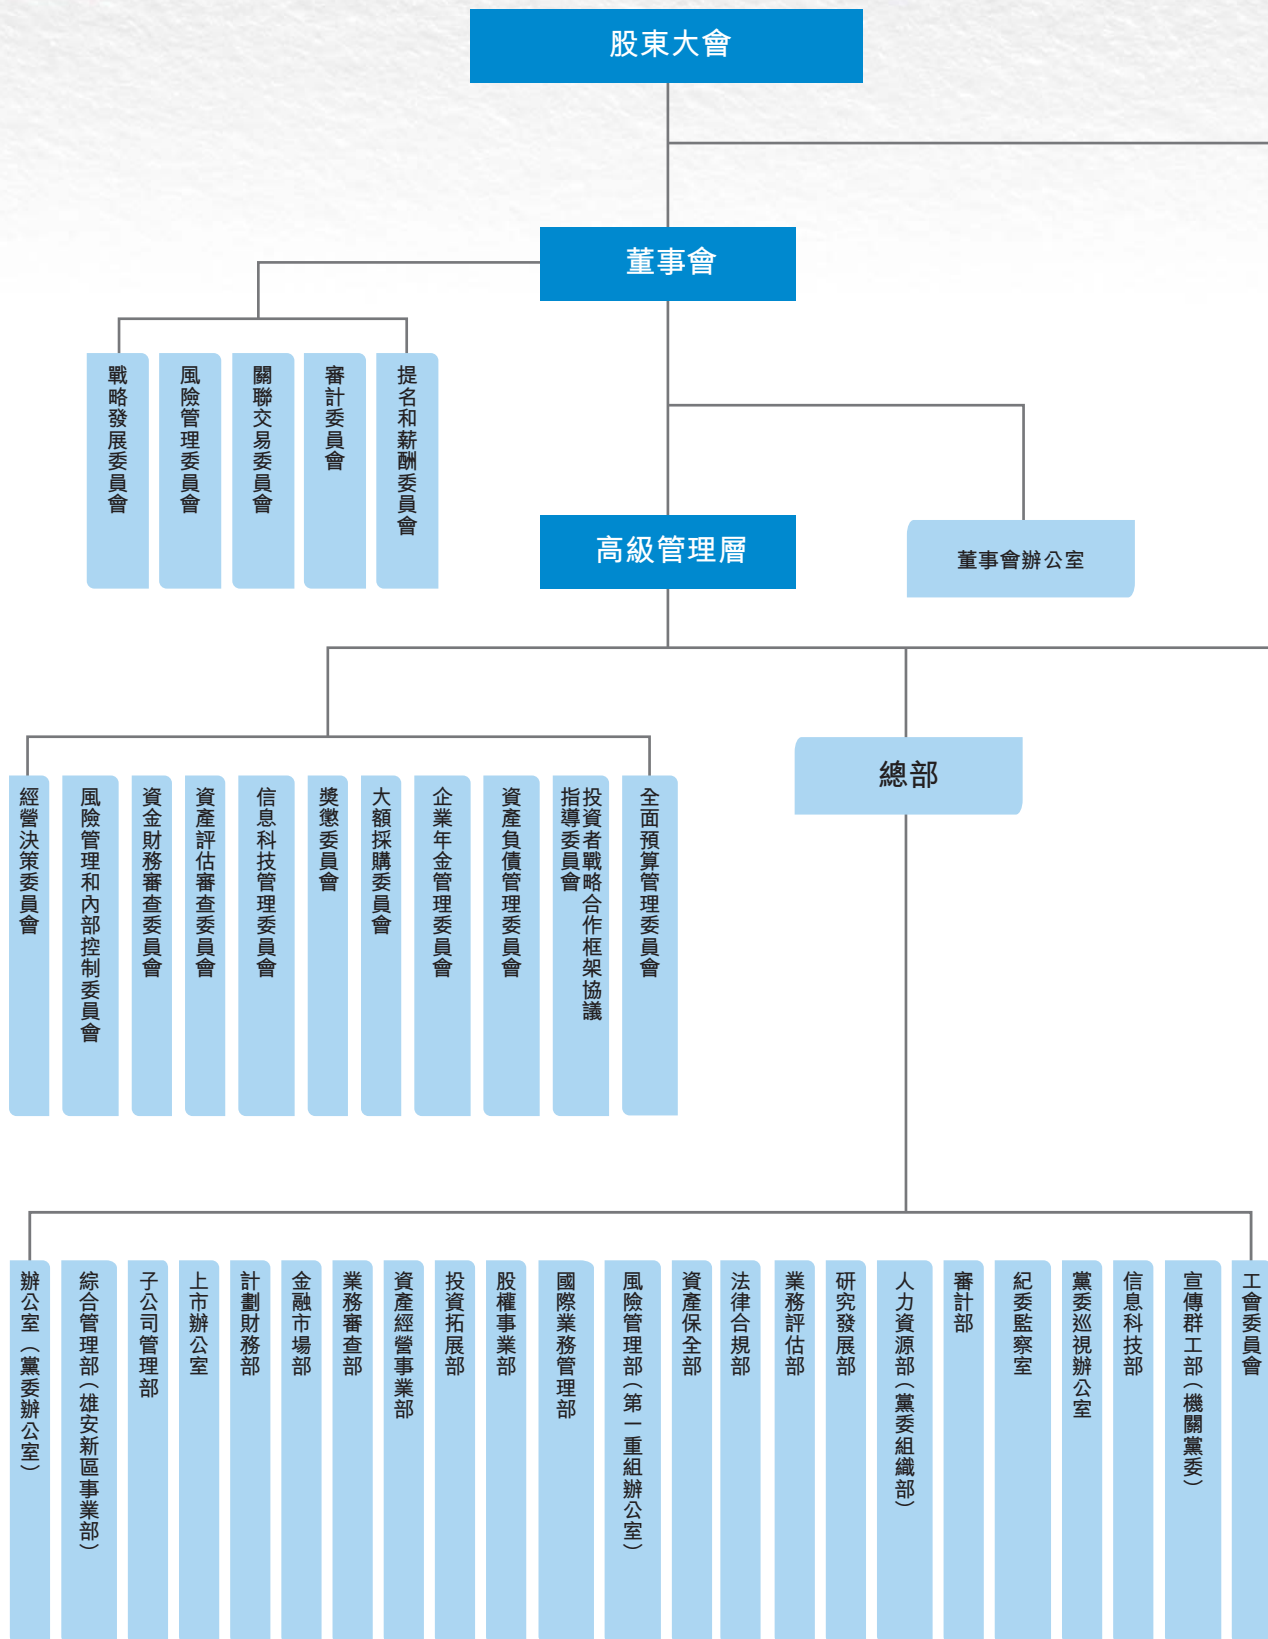 股東大會
董事會
戰略發展委員會
風險管理委員會
關聯交易委員會
審計委員會
提名和薪酬委員會
高級管理層
董事會辦公室
總部
經營決策委員會
風險管理和內部控制委員會
資金財務審查委員會
資產評估審查委員會
信息科技管理委員會
獎懲委員會
大額採購委員會
企業年金管理委員會
資產負債管理委員會
投資者戰略合作框架協議
指導委員會
全面預算管理委員會
辦公室（黨委辦公室）
綜合管理部（雄安新區事業部）
子公司管理部
上市辦公室
計劃財務部
金融市場部
業務審查部
資產經營事業部
投資拓展部
股權事業部
國際業務管理部
風險管理部（第一重組辦公室）
資產保全部
法律合規部
業務評估部
研究發展部
人力資源部（黨委組織部）
審計部
紀委監察室
黨委巡視辦公室
信息科技部
宣傳群工部（機關黨委）
工會委員會